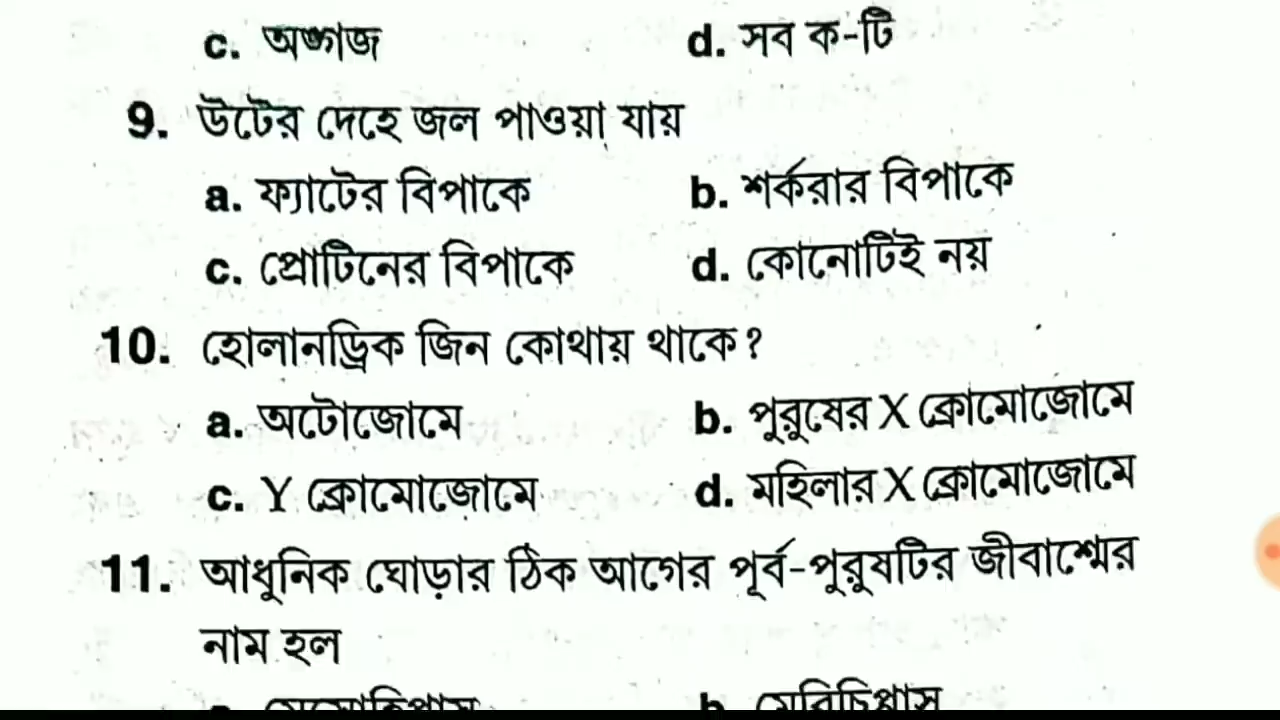 c. অঙ্গজ d. সব ক-টি
9. উটের দেহে জল পাওয়া যায়
a. ফ্যাটের বিপাকে b. শর্করার বিপাকে
c. প্রোটিনের বিপাকে d. কোনোটিই নয়
10. হোলানড্রিক জিন কোথায় থাকে?
a. অটোজোমে b. পুরুষের X ক্রোমোজোমে
c. Y ক্রোমোজোমে d. মহিলার X ক্রোমোজোমে
11. আধুনিক ঘোড়ার ঠিক আগের পূর্ব-পুরুষটির জীবাশ্মের
নাম হল
a. মেসোহিপ্পাস b. মেরিচিপ্পাস